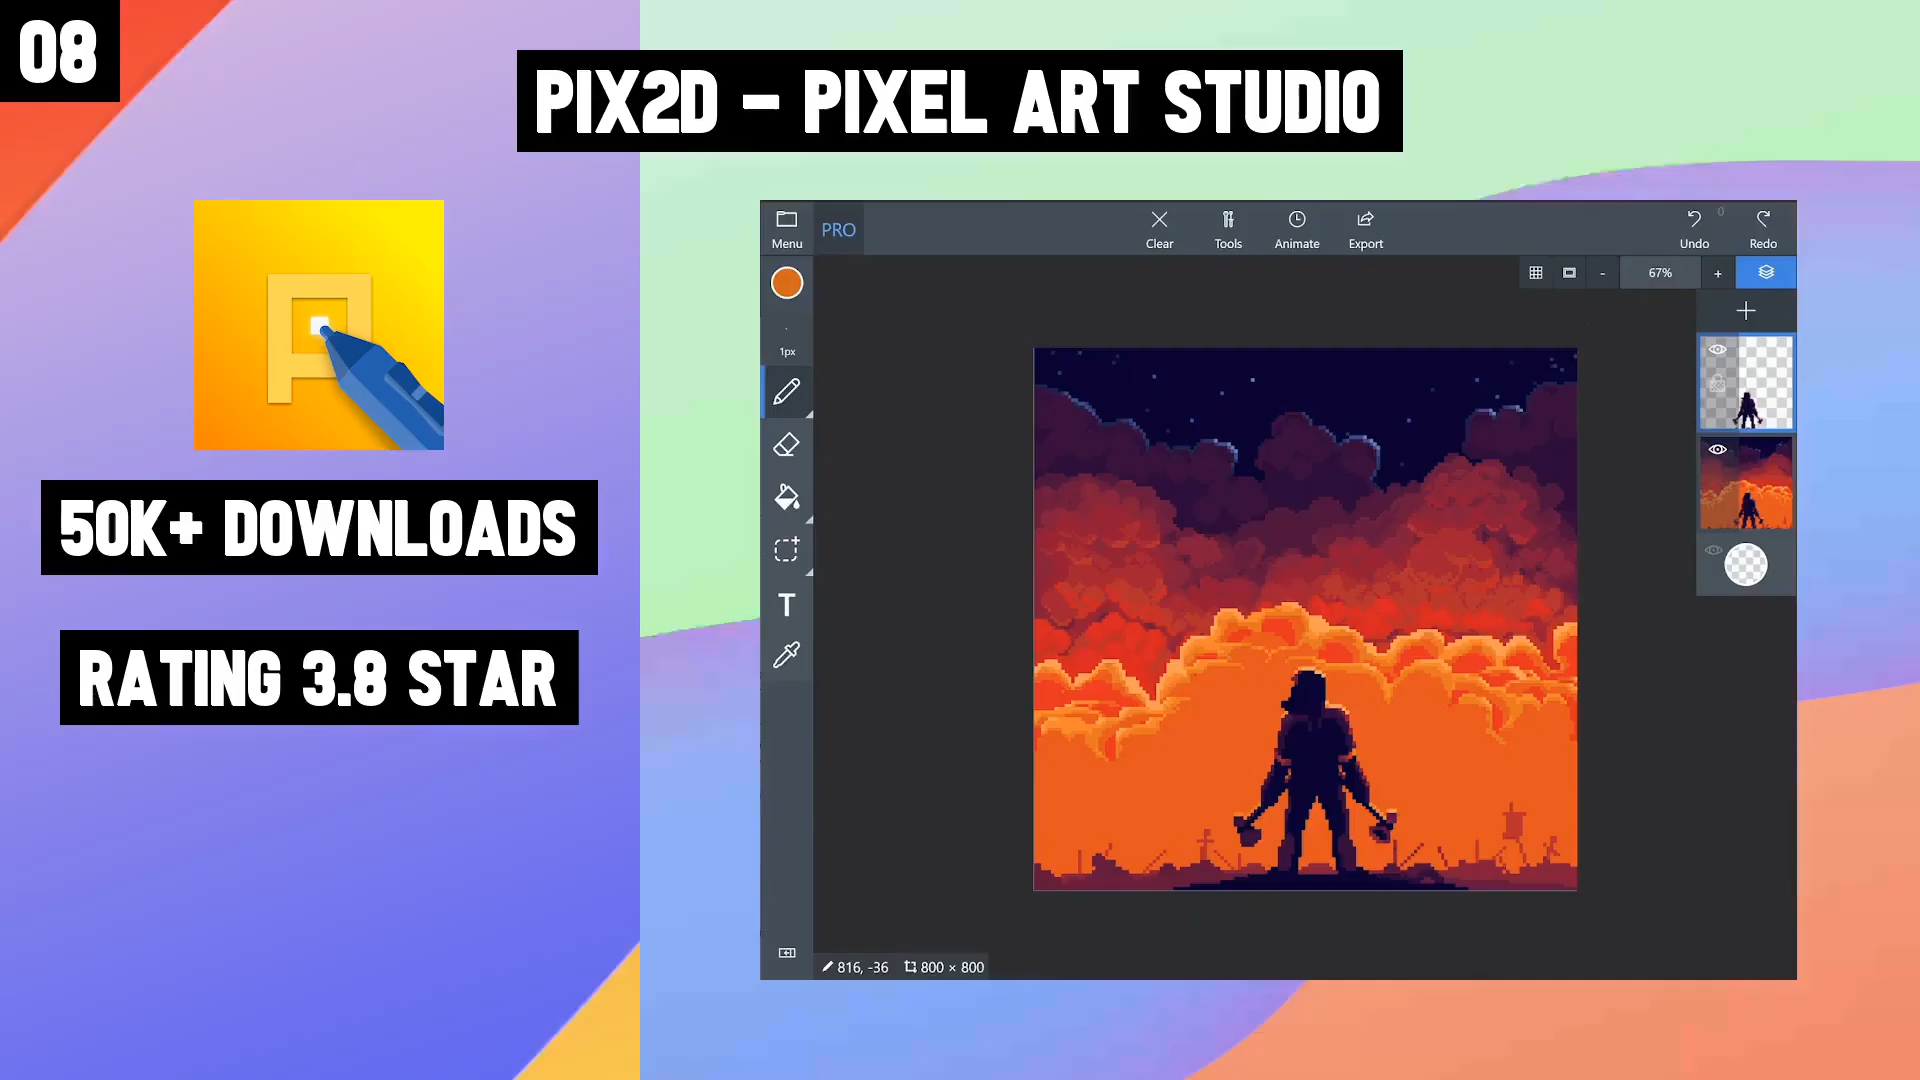 08
PIX2D - PIXEL ART STUDIO
50K+ DOWNLOADS
RATING 3.8 STAR
Menu
PRO
Clear
Tools
Animate
Export
Undo
0
Redo
- 67% +
1px
T
816, -36
800 × 800